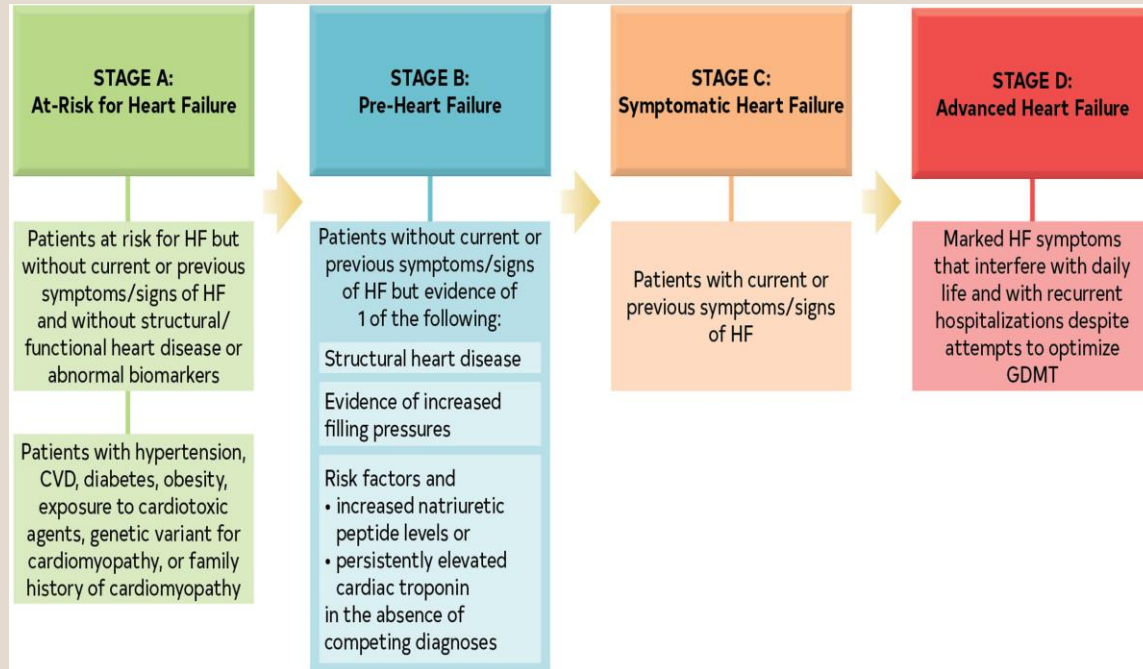 STAGE A:
At-Risk for Heart Failure
Patients at risk for HF but
without current or previous
symptoms/signs of HF
and without structural/
functional heart disease or
abnormal biomarkers
Patients with hypertension,
CVD, diabetes, obesity,
exposure to cardiotoxic
agents, genetic variant for
cardiomyopathy, or family
history of cardiomyopathy
STAGE B:
Pre-Heart Failure
Patients without current or
previous symptoms/signs
of HF but evidence of
1 of the following:
Structural heart disease
Evidence of increased
filling pressures
Risk factors and
• increased natriuretic
peptide levels or
• persistently elevated
cardiac troponin
in the absence of
competing diagnoses
STAGE C:
Symptomatic Heart Failure
Patients with current or
previous symptoms/signs
of HF
STAGE D:
Advanced Heart Failure
Marked HF symptoms
that interfere with daily
life and with recurrent
hospitalizations despite
attempts to optimize
GDMT